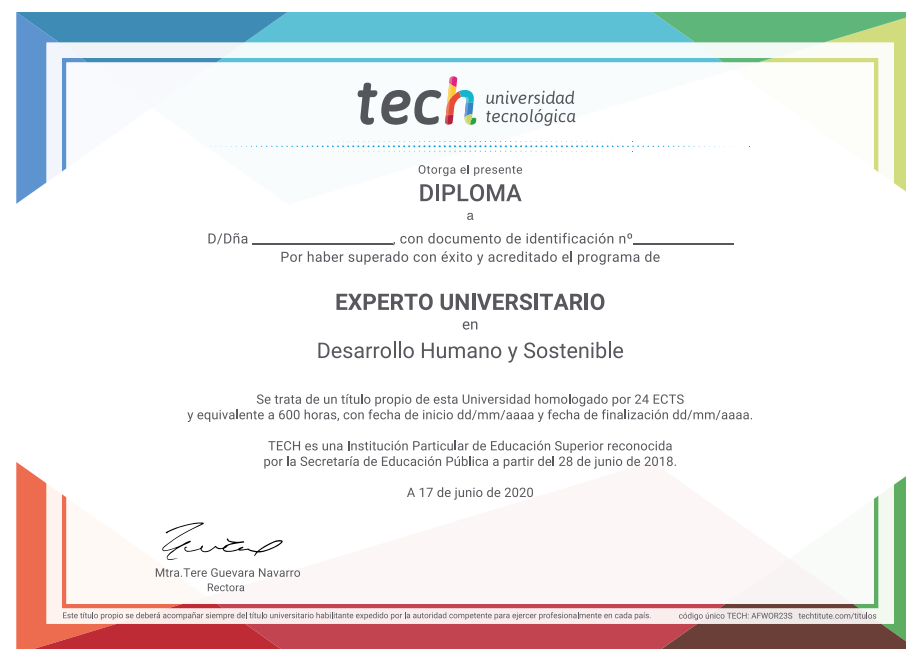 tech universidad
tecnológica
Otorga el presente
DIPLOMA
a
D/Dña ____________________, con documento de identificación nº______________
Por haber superado con éxito y acreditado el programa de
EXPERTO UNIVERSITARIO
en
Desarrollo Humano y Sostenible
Se trata de un título propio de esta Universidad homologado por 24 ECTS
y equivalente a 600 horas, con fecha de inicio dd/mm/aaaa y fecha de finalización dd/mm/aaaa.
TECH es una Institución Particular de Educación Superior reconocida
por la Secretaría de Educación Pública a partir del 28 de junio de 2018.
A 17 de junio de 2020
Mtra.Tere Guevara Navarro
Rectora
Este título propio se deberá acompañar siempre del título universitario habilitante expedido por la autoridad competente para ejercer profesionalmente en cada país. código único TECH: AFWOR23S techtitute.com/titulos